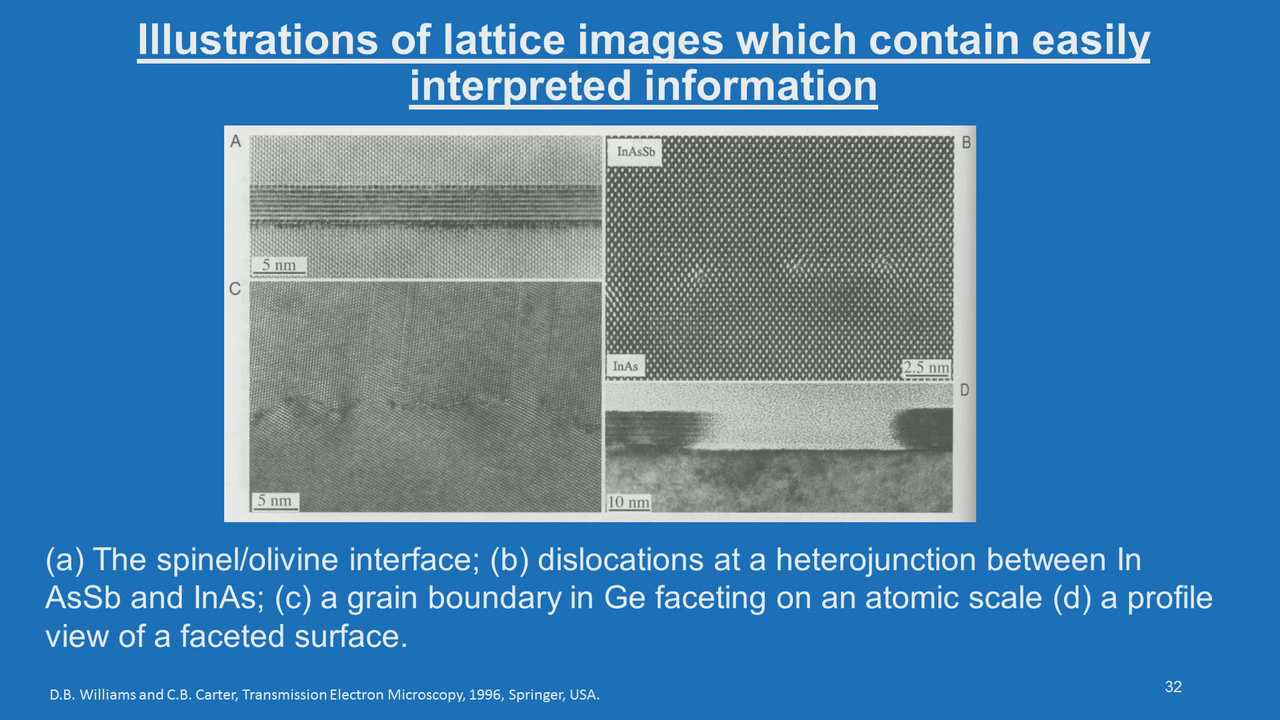 Illustrations of lattice images which contain easily
interpreted information
A
B
InAsSb
5 nm
C
InAs
2.5 nm
D
5 nm
10 nm
(a) The spinel/olivine interface; (b) dislocations at a heterojunction between In
AsSb and InAs; (c) a grain boundary in Ge faceting on an atomic scale (d) a profile
view of a faceted surface.
D.B. Williams and C.B. Carter, Transmission Electron Microscopy, 1996, Springer, USA.
32